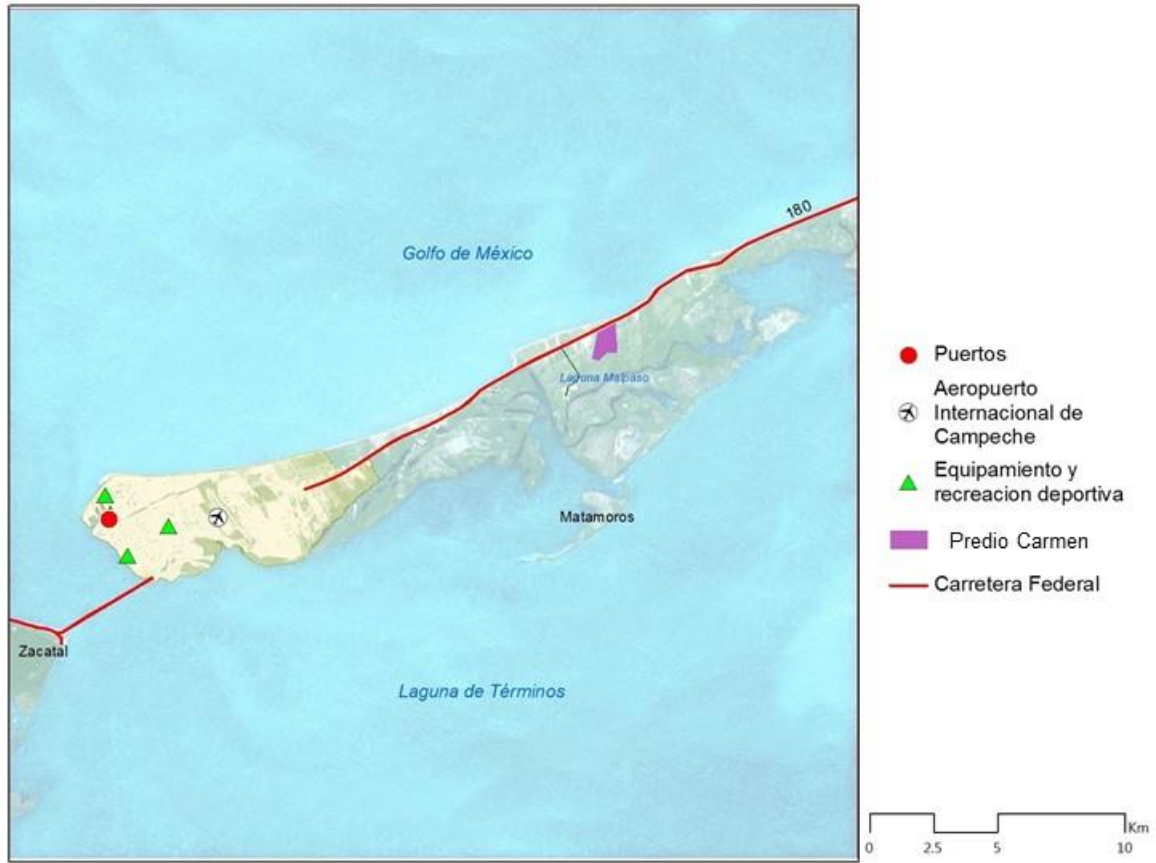 180
Golfo de México
Laguna Malpaso
Matamoros
Zacatal
Laguna de Términos
Puertos
Aeropuerto
Internacional de
Campeche
Equipamiento y
recreacion deportiva
Predio Carmen
Carretera Federal
Km
0 2.5 5 10